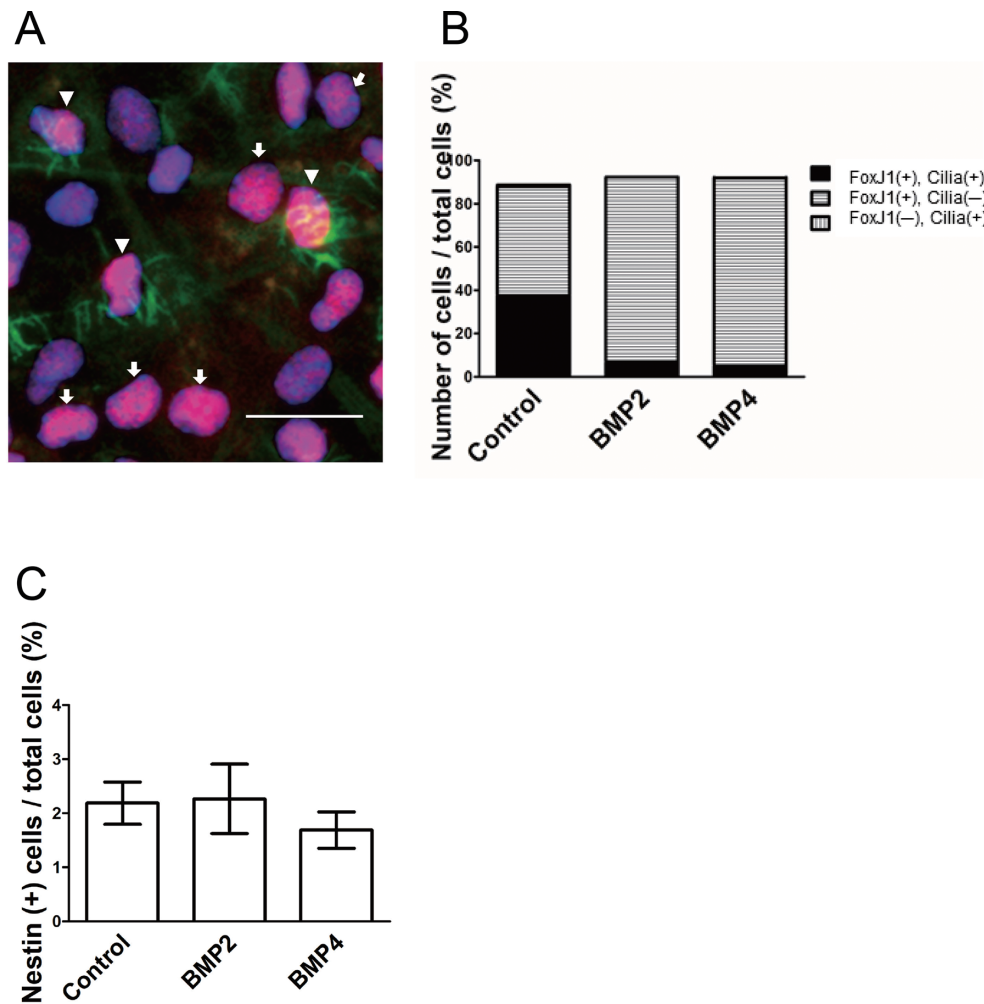 A
B
Number of cells / total cells (%)
100
80
60
40
20
0
Control
BMP2
BMP4
FoxJ1(+), Cilia(+)
FoxJ1(+), Cilia(—)
FoxJ1(—), Cilia(+)
C
Nestin (+) cells / total cells (%)
4
3
2
1
0
Control
BMP2
BMP4